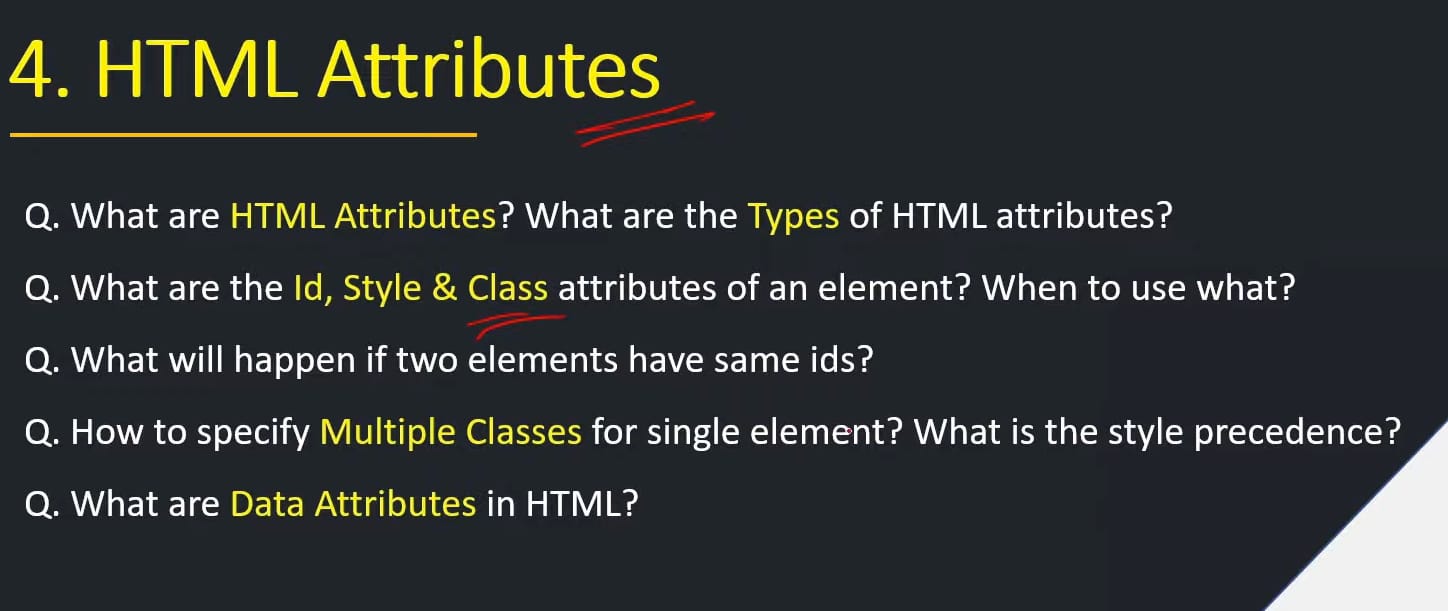 4. HTML Attributes
Q. What are HTML Attributes? What are the Types of HTML attributes?
Q. What are the Id, Style & Class attributes of an element? When to use what?
Q. What will happen if two elements have same ids?
Q. How to specify Multiple Classes for single element? What is the style precedence?
Q. What are Data Attributes in HTML?